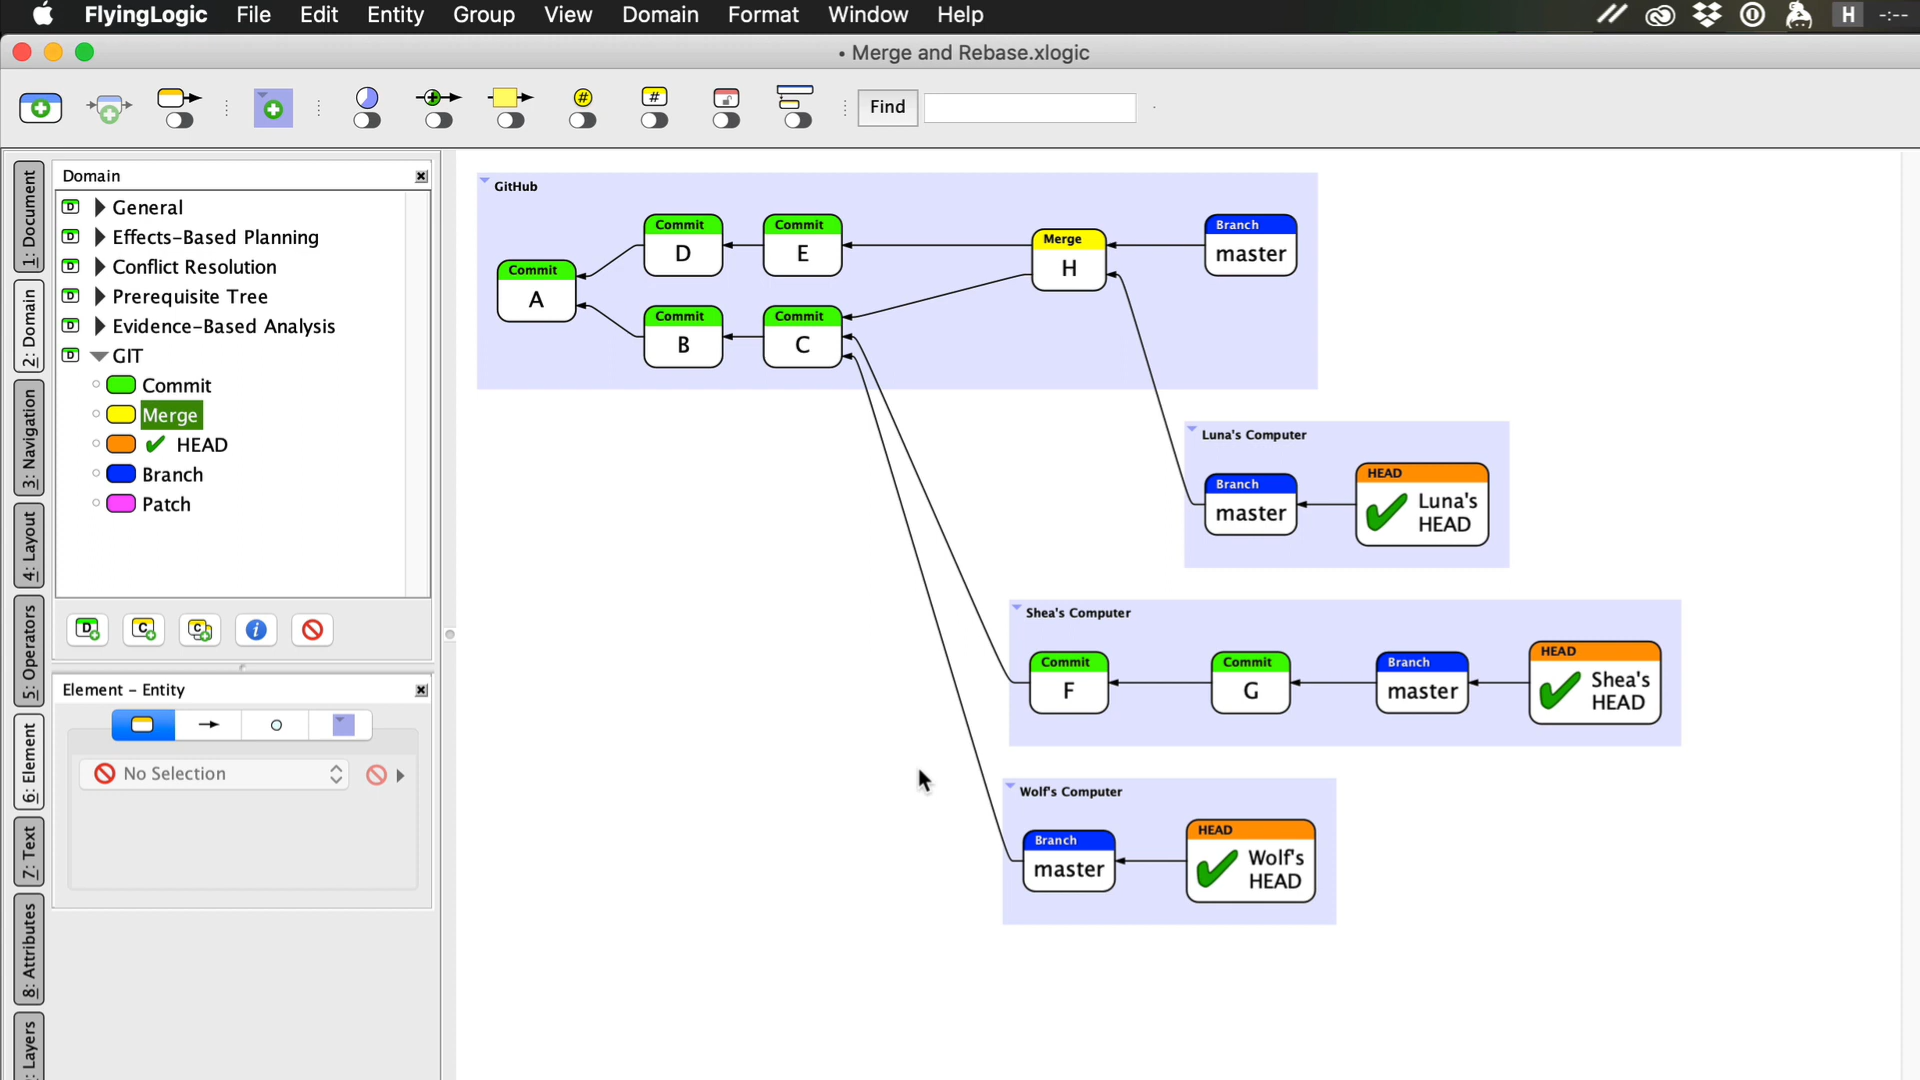 FlyingLogic File Edit Entity Group View Domain Format Window Help H -:--
• Merge and Rebase.xlogic
# # Find
1: Document
2: Domain
3: Navigation
4: Layout
5: Operators
6: Element
7: Text
8: Attributes
: Layers
Domain
D General
D Effects-Based Planning
D Conflict Resolution
D Prerequisite Tree
D Evidence-Based Analysis
D GIT
Commit
Merge
HEAD
Branch
Patch
D C C i
Element - Entity
No Selection
GitHub
Commit
A
Commit
D
Commit
E
Commit
B
Commit
C
Merge
H
Branch
master
Luna's Computer
Branch
master
HEAD
Luna's
HEAD
Shea's Computer
Commit
F
Commit
G
Branch
master
HEAD
Shea's
HEAD
Wolf's Computer
Branch
master
HEAD
Wolf's
HEAD